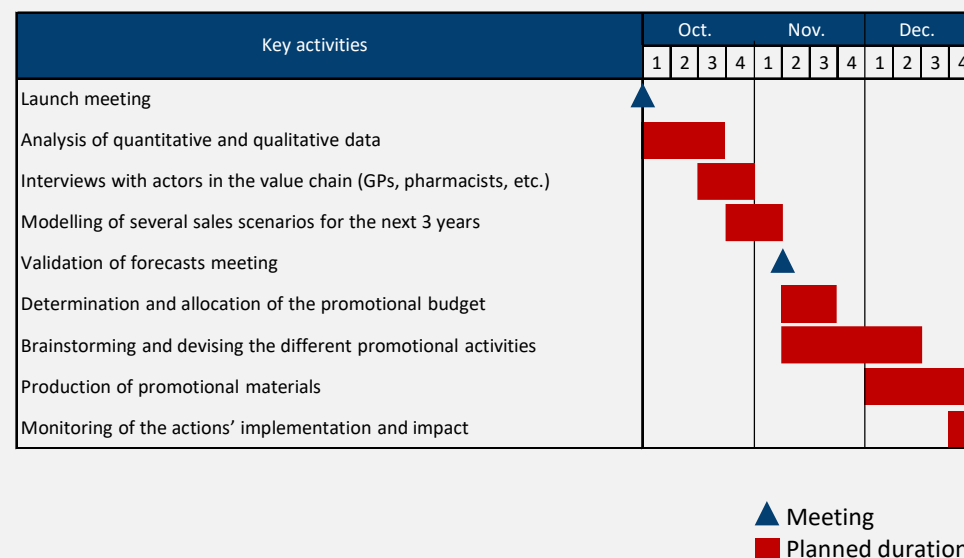 Key activities
Oct. Nov. Dec.
1 2 3 4 1 2 3 4 1 2 3 4
Launch meeting
Analysis of quantitative and qualitative data
Interviews with actors in the value chain (GPs, pharmacists, etc.)
Modelling of several sales scenarios for the next 3 years
Validation of forecasts meeting
Determination and allocation of the promotional budget
Brainstorming and devising the different promotional activities
Production of promotional materials
Monitoring of the actions’ implementation and impact
Meeting
Planned duration